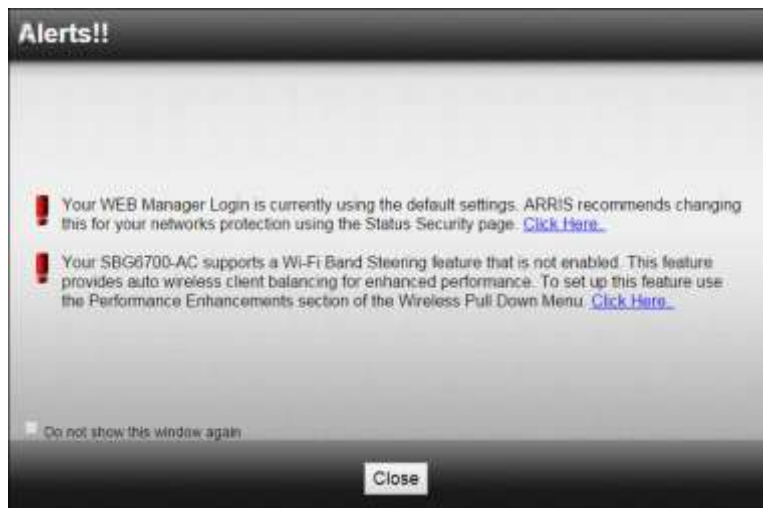 Alerts!!
Your WEB Manager Login is currently using the default settings. ARRIS recommends changing
this for your networks protection using the Status Security page. Click Here.
Your SBG6700-AC supports a Wi-Fi Band Steering feature that is not enabled. This feature
provides auto wireless client balancing for enhanced performance. To set up this feature use
the Performance Enhancements section of the Wireless Pull Down Menu. Click Here.
Do not show this window again
Close